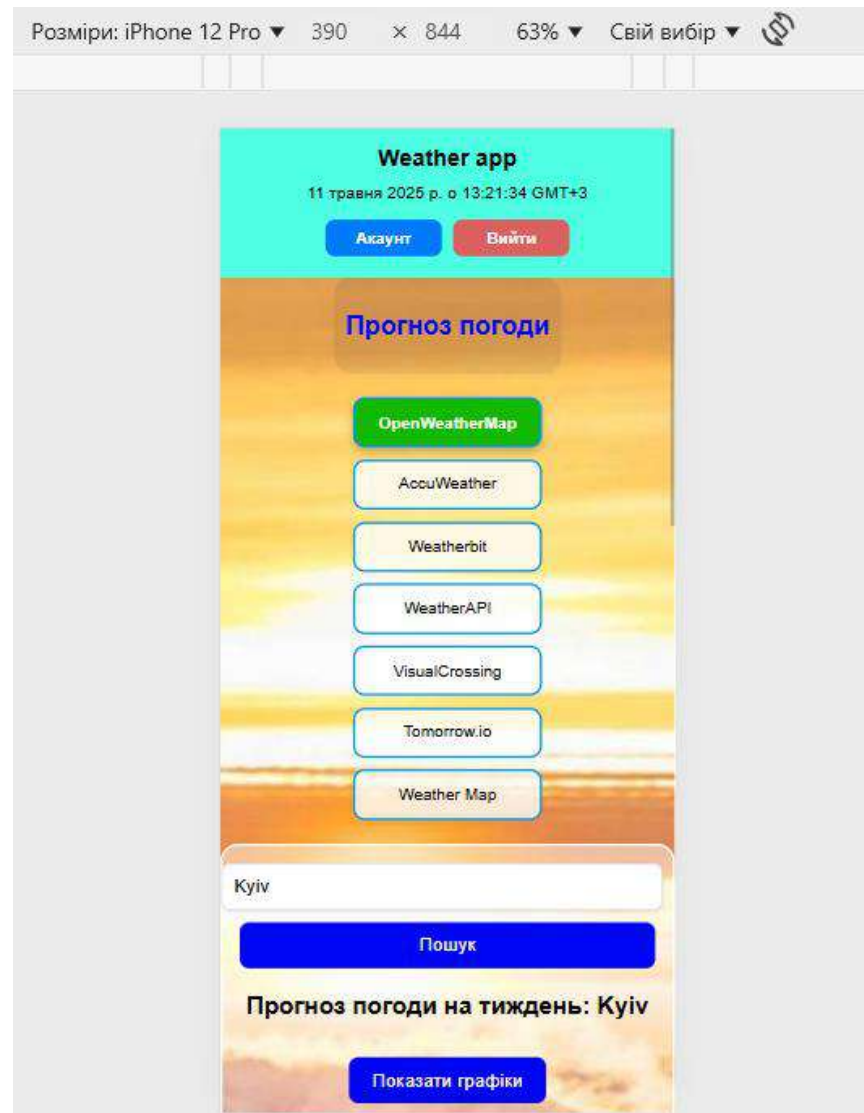 Розміри: iPhone 12 Pro ▼ 390 × 844 63% ▼ Свій вибір ▼
Weather app
11 травня 2025 р. о 13:21:34 GMT+3
Акаунт Вийти
Прогноз погоди
OpenWeatherMap
AccuWeather
Weatherbit
WeatherAPI
VisualCrossing
Tomorrow.io
Weather Map
Kyiv
Пошук
Прогноз погоди на тиждень: Kyiv
Показати графіки